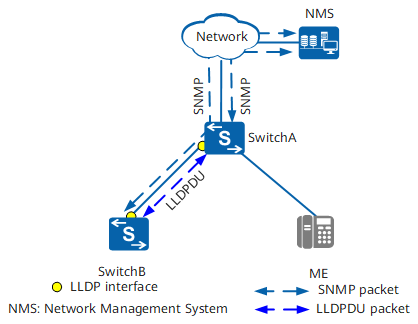 NMS
Network
SNMP
SNMP
S
SwitchA
LLDPDU
S
SwitchB
ME
LLDP interface
SNMP packet
NMS: Network Management System
LLDPDU packet